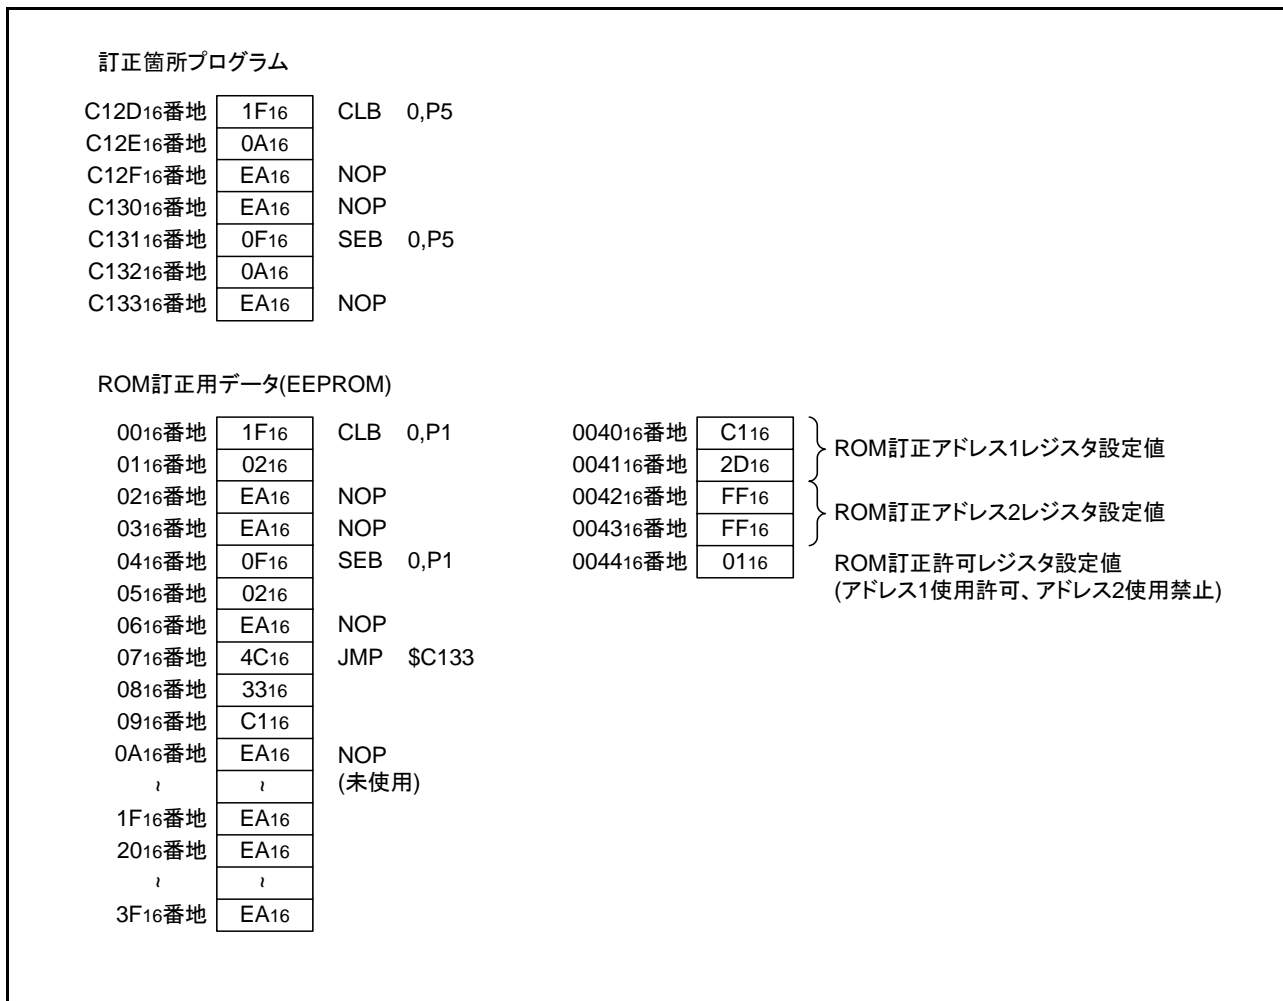 訂正箇所プログラム
C12D16番地 1F16 CLB 0,P5
C12E16番地 0A16
C12F16番地 EA16 NOP
C13016番地 EA16 NOP
C13116番地 0F16 SEB 0,P5
C13216番地 0A16
C13316番地 EA16 NOP
ROM訂正用データ(EEPROM)
0016番地 1F16 CLB 0,P1
0116番地 0216
0216番地 EA16 NOP
0316番地 EA16 NOP
0416番地 0F16 SEB 0,P1
0516番地 0216
0616番地 EA16 NOP
0716番地 4C16 JMP $C133
0816番地 3316
0916番地 C116
0A16番地 EA16 NOP
~ ~ (未使用)
1F16番地 EA16
2016番地 EA16
~ ~
3F16番地 EA16
004016番地 C116
004116番地 2D16
ROM訂正アドレス1レジスタ設定値
004216番地 FF16
004316番地 FF16
ROM訂正アドレス2レジスタ設定値
004416番地 0116 ROM訂正許可レジスタ設定値
(アドレス1使用許可、アドレス2使用禁止)